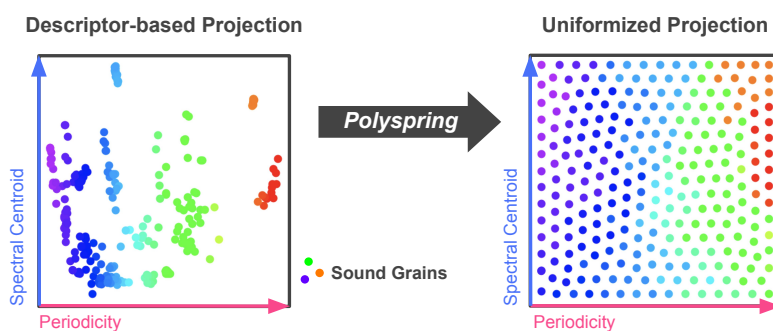 Descriptor-based Projection
Uniformized Projection
Polyspring
Spectral Centroid
Sound Grains
Periodicity
Spectral Centroid
Periodicity